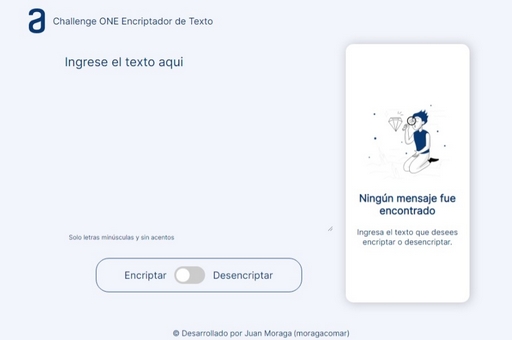 Challenge ONE Encriptador de Texto
Ingrese el texto aqui
Solo letras minúsculas y sin acentos
Encriptar Desencriptar
Ningún mensaje fue
encontrado
Ingresa el texto que desees
encriptar o desencriptar.
© Desarrollado por Juan Moraga (moragacomar)